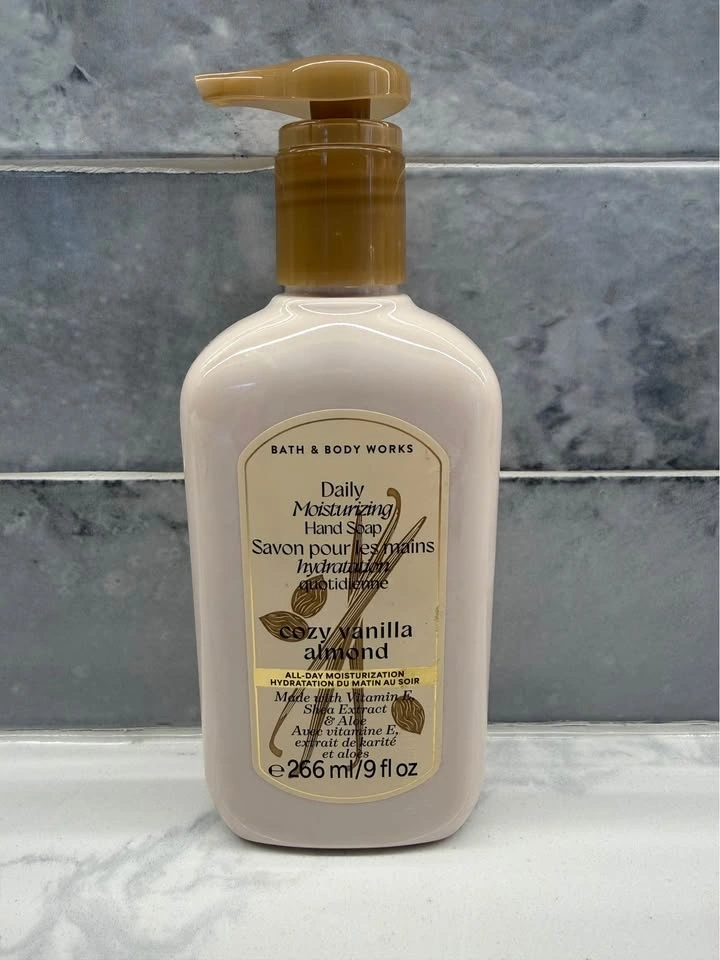 BATH & BODY WORKS
Daily
Moisturizing
Hand Soap
Savon pour les mains
hydratation
quotidienne
cozy vanilla
almond
ALL-DAY MOISTURIZATION
HYDRATATION DU MATIN AU SOIR
Made with Vitamin E,
Shea Extract
& Aloe
Avec vitamine E,
extrait de karité
et aloès
℮266 ml/9 fl oz